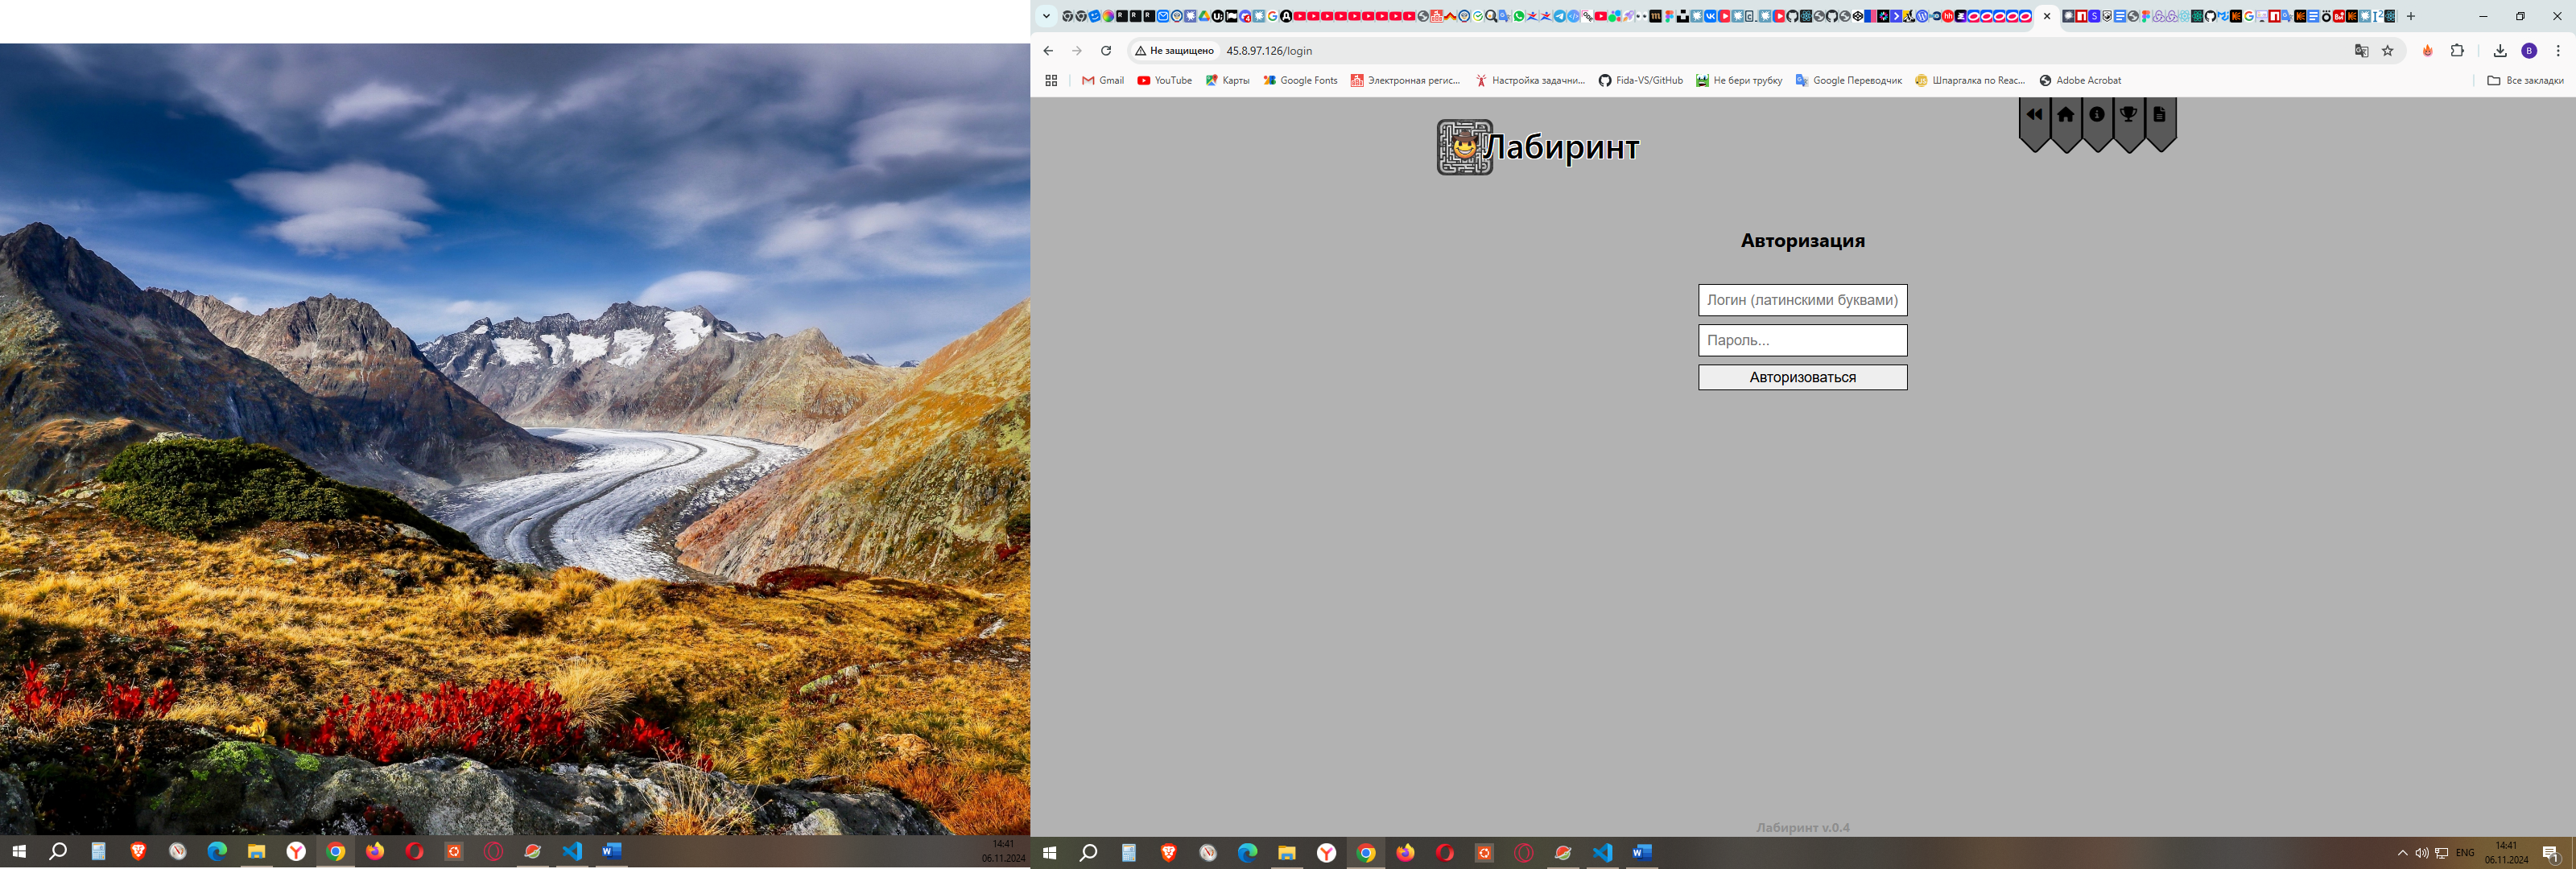 Не защищено
45.8.97.126/login
Gmail
YouTube
Карты
Google Fonts
Электронная регис...
Настройка задачни...
Fida-VS/GitHub
Не бери трубку
Google Переводчик
Шпаргалка по Reac...
Adobe Acrobat
Все закладки
Лабиринт
Авторизация
Логин (латинскими буквами)
Пароль...
Авторизоваться
Лабиринт v.0.4
14:41
06.11.2024
ENG
14:41
06.11.2024
1